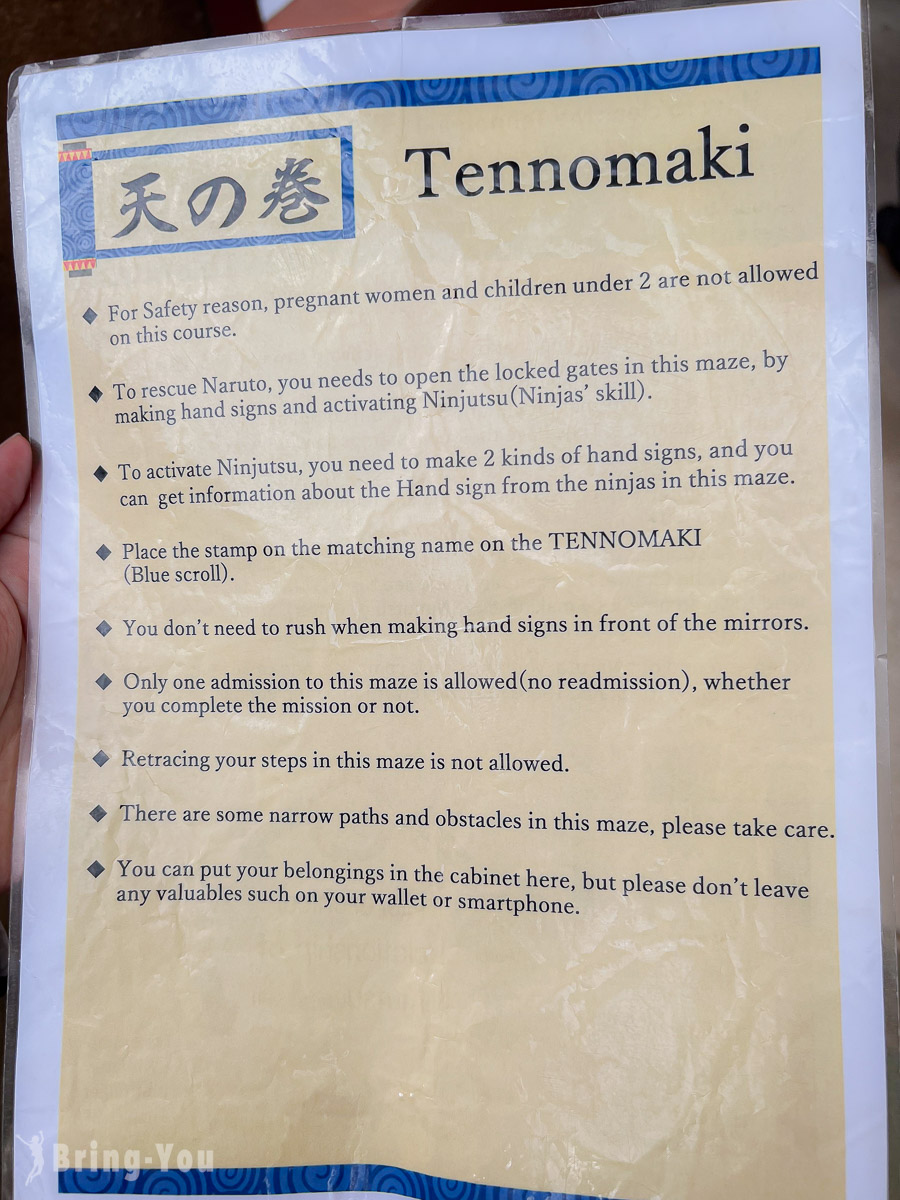 天の巻
Tennomaki
For Safety reason, pregnant women and children under 2 are not allowed
on this course.
To rescue Naruto, you needs to open the locked gates in this maze, by
making hand signs and activating Ninjutsu(Ninjas' skill).
To activate Ninjutsu, you need to make 2 kinds of hand signs, and you
can get information about the Hand sign from the ninjas in this maze.
Place the stamp on the matching name on the TENNOMAKI
(Blue scroll).
You don't need to rush when making hand signs in front of the mirrors.
Only one admission to this maze is allowed(no readmission), whether
you complete the mission or not.
Retracing your steps in this maze is not allowed.
There are some narrow paths and obstacles in this maze, please take care.
You can put your belongings in the cabinet here, but please don't leave
any valuables such on your wallet or smartphone.
Bring-You